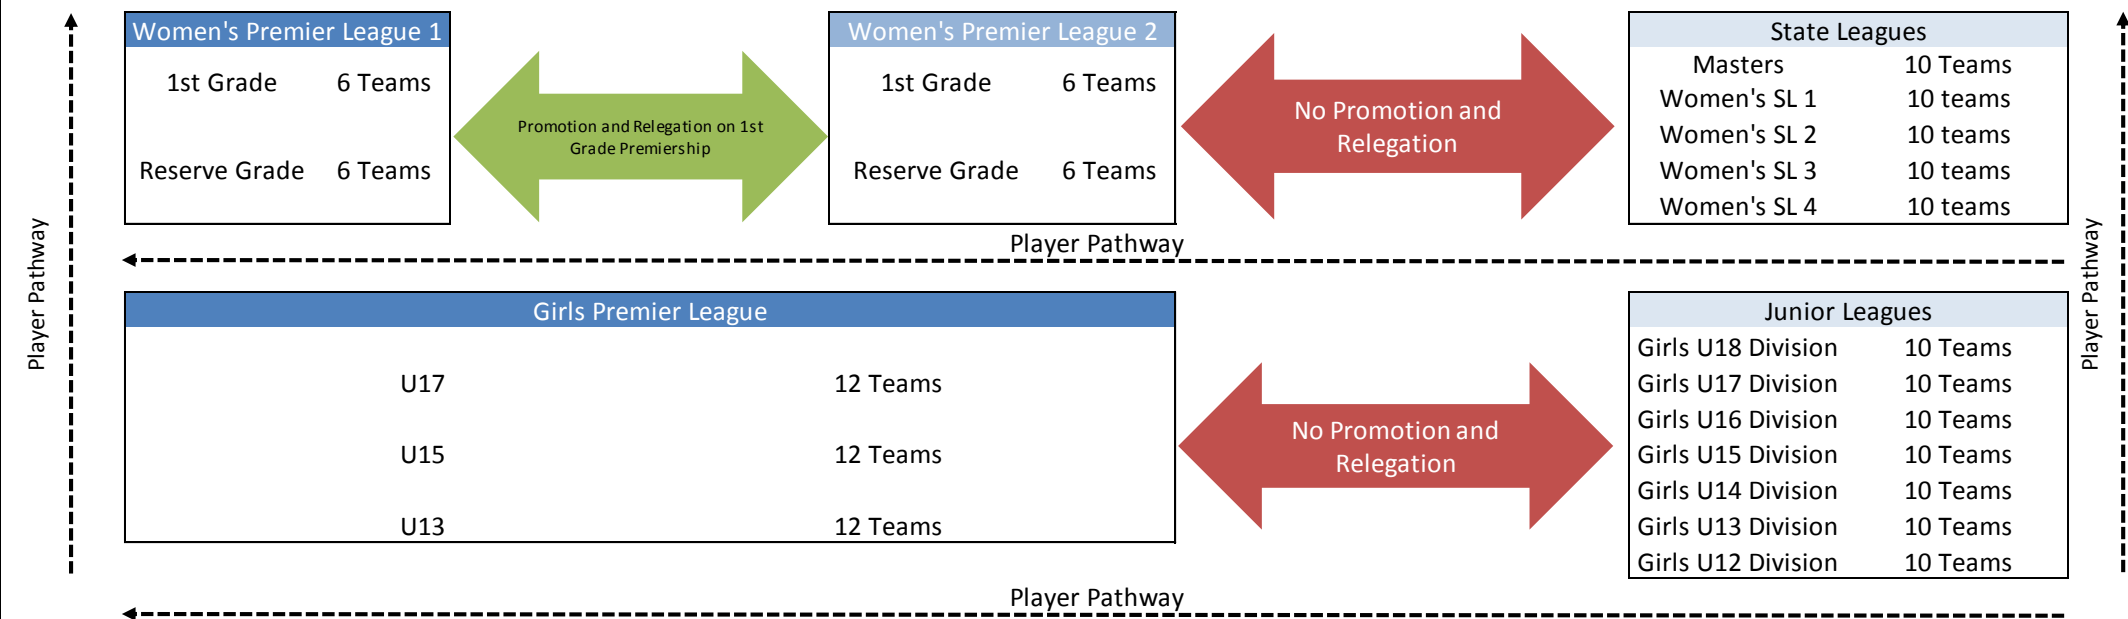 Women's Premier League 1
1st Grade 6 Teams
Reserve Grade 6 Teams
Promotion and Relegation on 1st
Grade Premiership
Women's Premier League 2
1st Grade 6 Teams
Reserve Grade 6 Teams
No Promotion and
Relegation
State Leagues
Masters 10 Teams
Women's SL 1 10 teams
Women's SL 2 10 teams
Women's SL 3 10 teams
Women's SL 4 10 teams
Player Pathway
Player Pathway
Player Pathway
Girls Premier League
U17 12 Teams
U15 12 Teams
U13 12 Teams
No Promotion and
Relegation
Junior Leagues
Girls U18 Division 10 Teams
Girls U17 Division 10 Teams
Girls U16 Division 10 Teams
Girls U15 Division 10 Teams
Girls U14 Division 10 Teams
Girls U13 Division 10 Teams
Girls U12 Division 10 Teams
Player Pathway